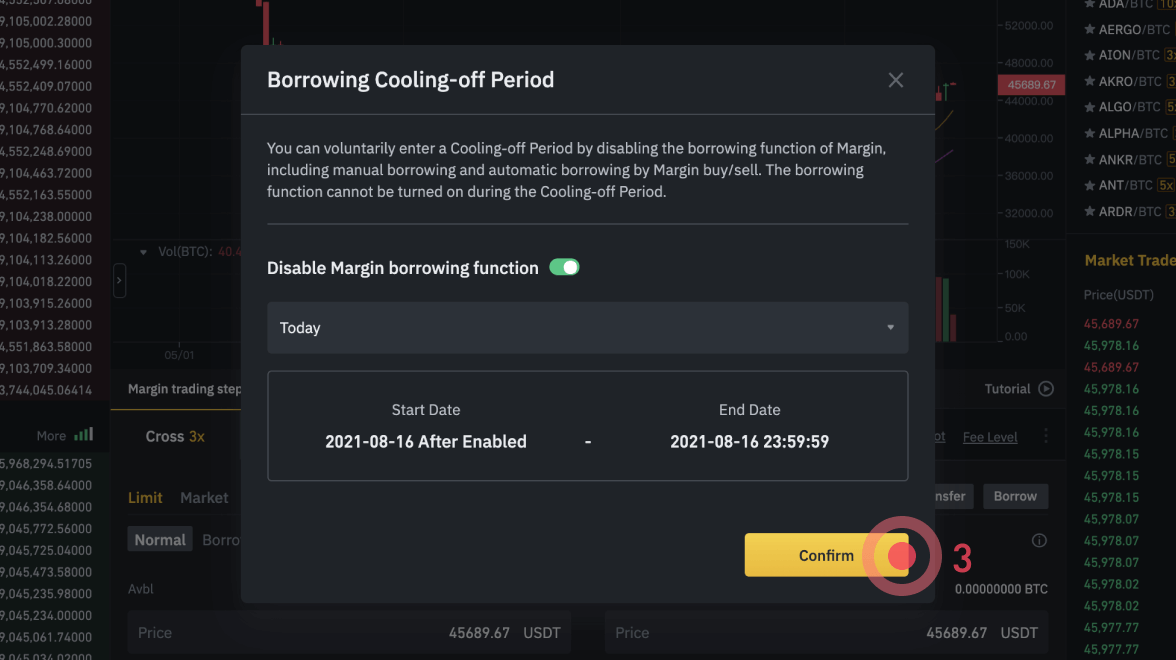 4,552,507.08000
9,105,002.28000
9,105,000.30000
4,552,499.16000
4,552,409.07000
9,104,770.62000
9,104,768.64000
4,552,248.69000
9,104,463.72000
4,552,163.55000
9,104,238.00000
9,104,182.56000
9,104,113.26000
9,104,018.22000
9,103,915.26000
9,103,913.28000
4,551,863.58000
9,103,709.34000
3,744,045.06414
More
5,968,294.51705
9,046,358.64000
9,046,354.68000
9,045,772.56000
9,045,725.04000
9,045,473.58000
9,045,235.98000
9,045,234.00000
9,045,061.74000
9,045,034.02000
Vol(BTC): 40.4
05/01
52000.00
48000.00
45689.67
44000.00
40000.00
36000.00
32000.00
150K
100K
50K
0.00
Borrowing Cooling-off Period
You can voluntarily enter a Cooling-off Period by disabling the borrowing function of Margin,
including manual borrowing and automatic borrowing by Margin buy/sell. The borrowing
function cannot be turned on during the Cooling-off Period.
Disable Margin borrowing function
Today
Start Date End Date
2021-08-16 After Enabled - 2021-08-16 23:59:59
Confirm
3
Margin trading step
Tutorial
Cross 3x
ot Fee Level
Limit Market
nsfer Borrow
Normal Borro
Avbl
0.00000000 BTC
Price 45689.67 USDT
Price 45689.67 USDT
ADA/BTC 10x
AERGO/BTC
AION/BTC 3x
AKRO/BTC 3
ALGO/BTC 5
ALPHA/BTC
ANKR/BTC 5
ANT/BTC 5x
ARDR/BTC 3
Market Trade
Price(USDT)
45,689.67
45,978.16
45,689.67
45,978.16
45,978.16
45,978.16
45,978.15
45,978.15
45,978.15
45,978.07
45,978.07
45,978.07
45,978.02
45,978.02
45,977.77
45,977.77